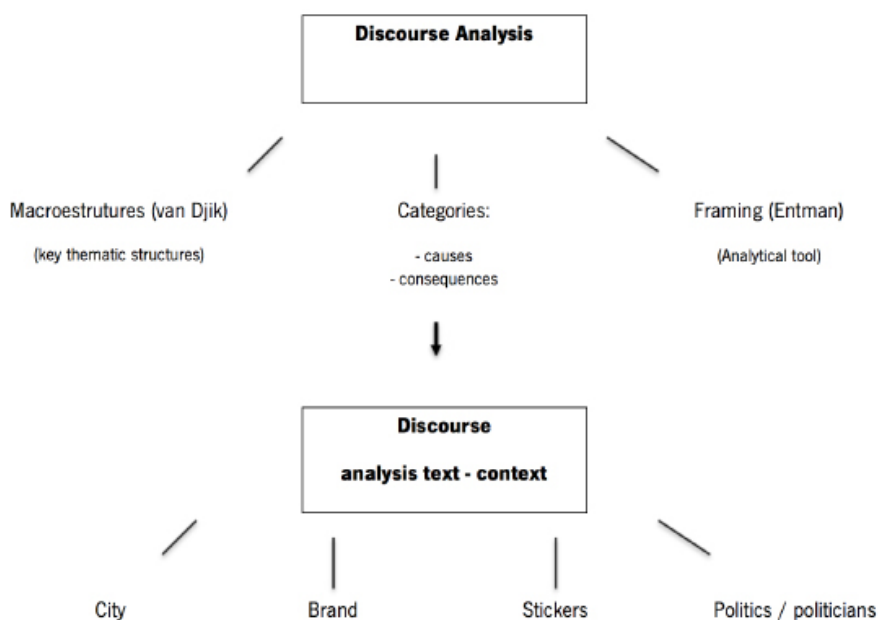 Discourse Analysis
Macroestrutures (van Djik)
Categories:
Framing (Entman)
(key thematic structures)
- causes
- consequences
(Analytical tool)
Discourse
analysis text - context
City
Brand
Stickers
Politics / politicians